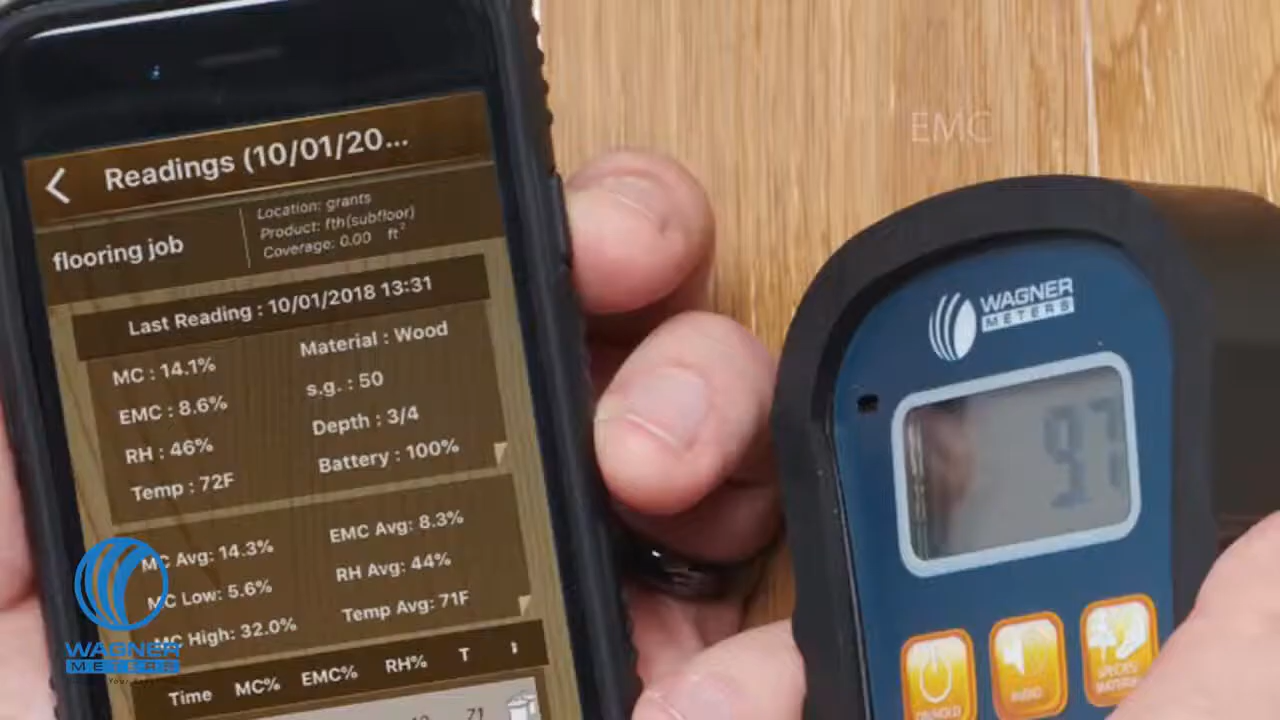 Readings (10/01/20...
flooring job
Location: grants
Product: fth(subfloor)
Coverage: 0.00 ft²
Last Reading : 10/01/2018 13:31
MC : 14.1%
Material : Wood
EMC : 8.6%
s.g. : 50
RH : 46%
Depth : 3/4
Temp : 72F
Battery : 100%
MC Avg: 14.3%
EMC Avg: 8.3%
MC Low: 5.6%
RH Avg: 44%
MC High: 32.0%
Temp Avg: 71F
Time MC% EMC% RH% T
71
EMC
WAGNER
METERS
97
WAGNER
METERS